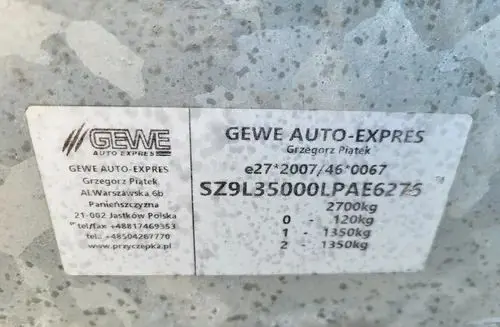 GEWE
AUTO EXPRES
GEWE AUTO-EXPRES
Grzegorz Piątek
Al.Warszawska 6b
Panieńszczyzna
21-002 Jastków Polska
tel/fax +48817469353
tel.+48504267770
www.przyczepka.pl
GEWE AUTO-EXPRES
Grzegorz Piątek
e27*2007/46*0067
SZ9L35000LPAE6276
2700kg
0 - 120kg
1 - 1350kg
2 - 1350kg